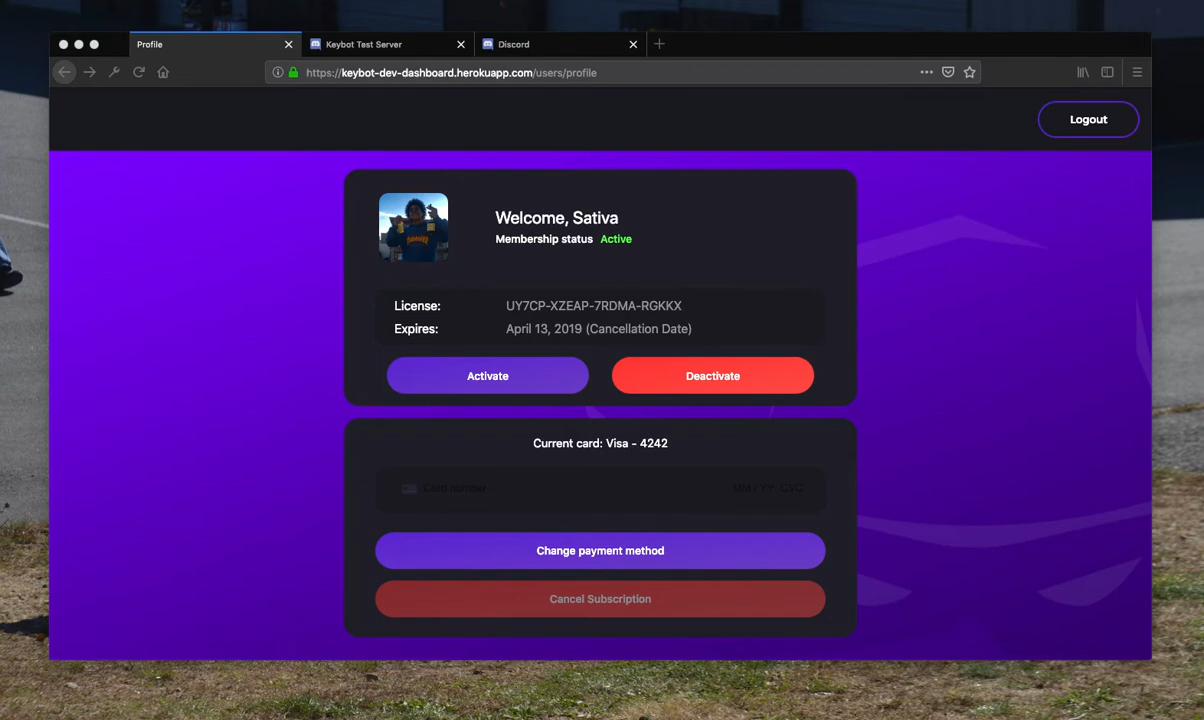 Profile
Keybot Test Server
Discord
https://keybot-dev-dashboard.herokuapp.com/users/profile
Logout
Welcome, Sativa
Membership status Active
License: UY7CP-XZEAP-7RDMA-RGKKX
Expires: April 13, 2019 (Cancellation Date)
Activate Deactivate
Current card: Visa - 4242
Card number MM / YY CVC
Change payment method
Cancel Subscription